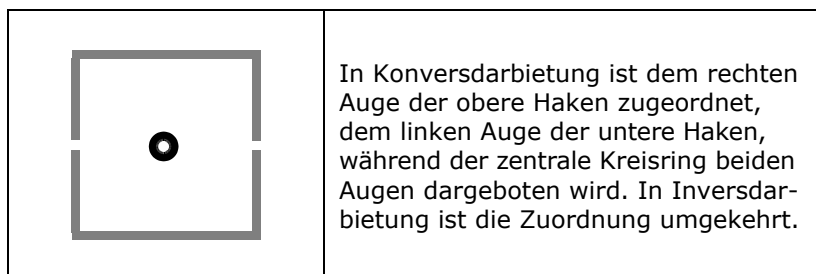 In Konversdarbietung ist dem rechten
Auge der obere Haken zugeordnet,
dem linken Auge der untere Haken,
während der zentrale Kreisring beiden
Augen dargeboten wird. In Inversdar-
bietung ist die Zuordnung umgekehrt.